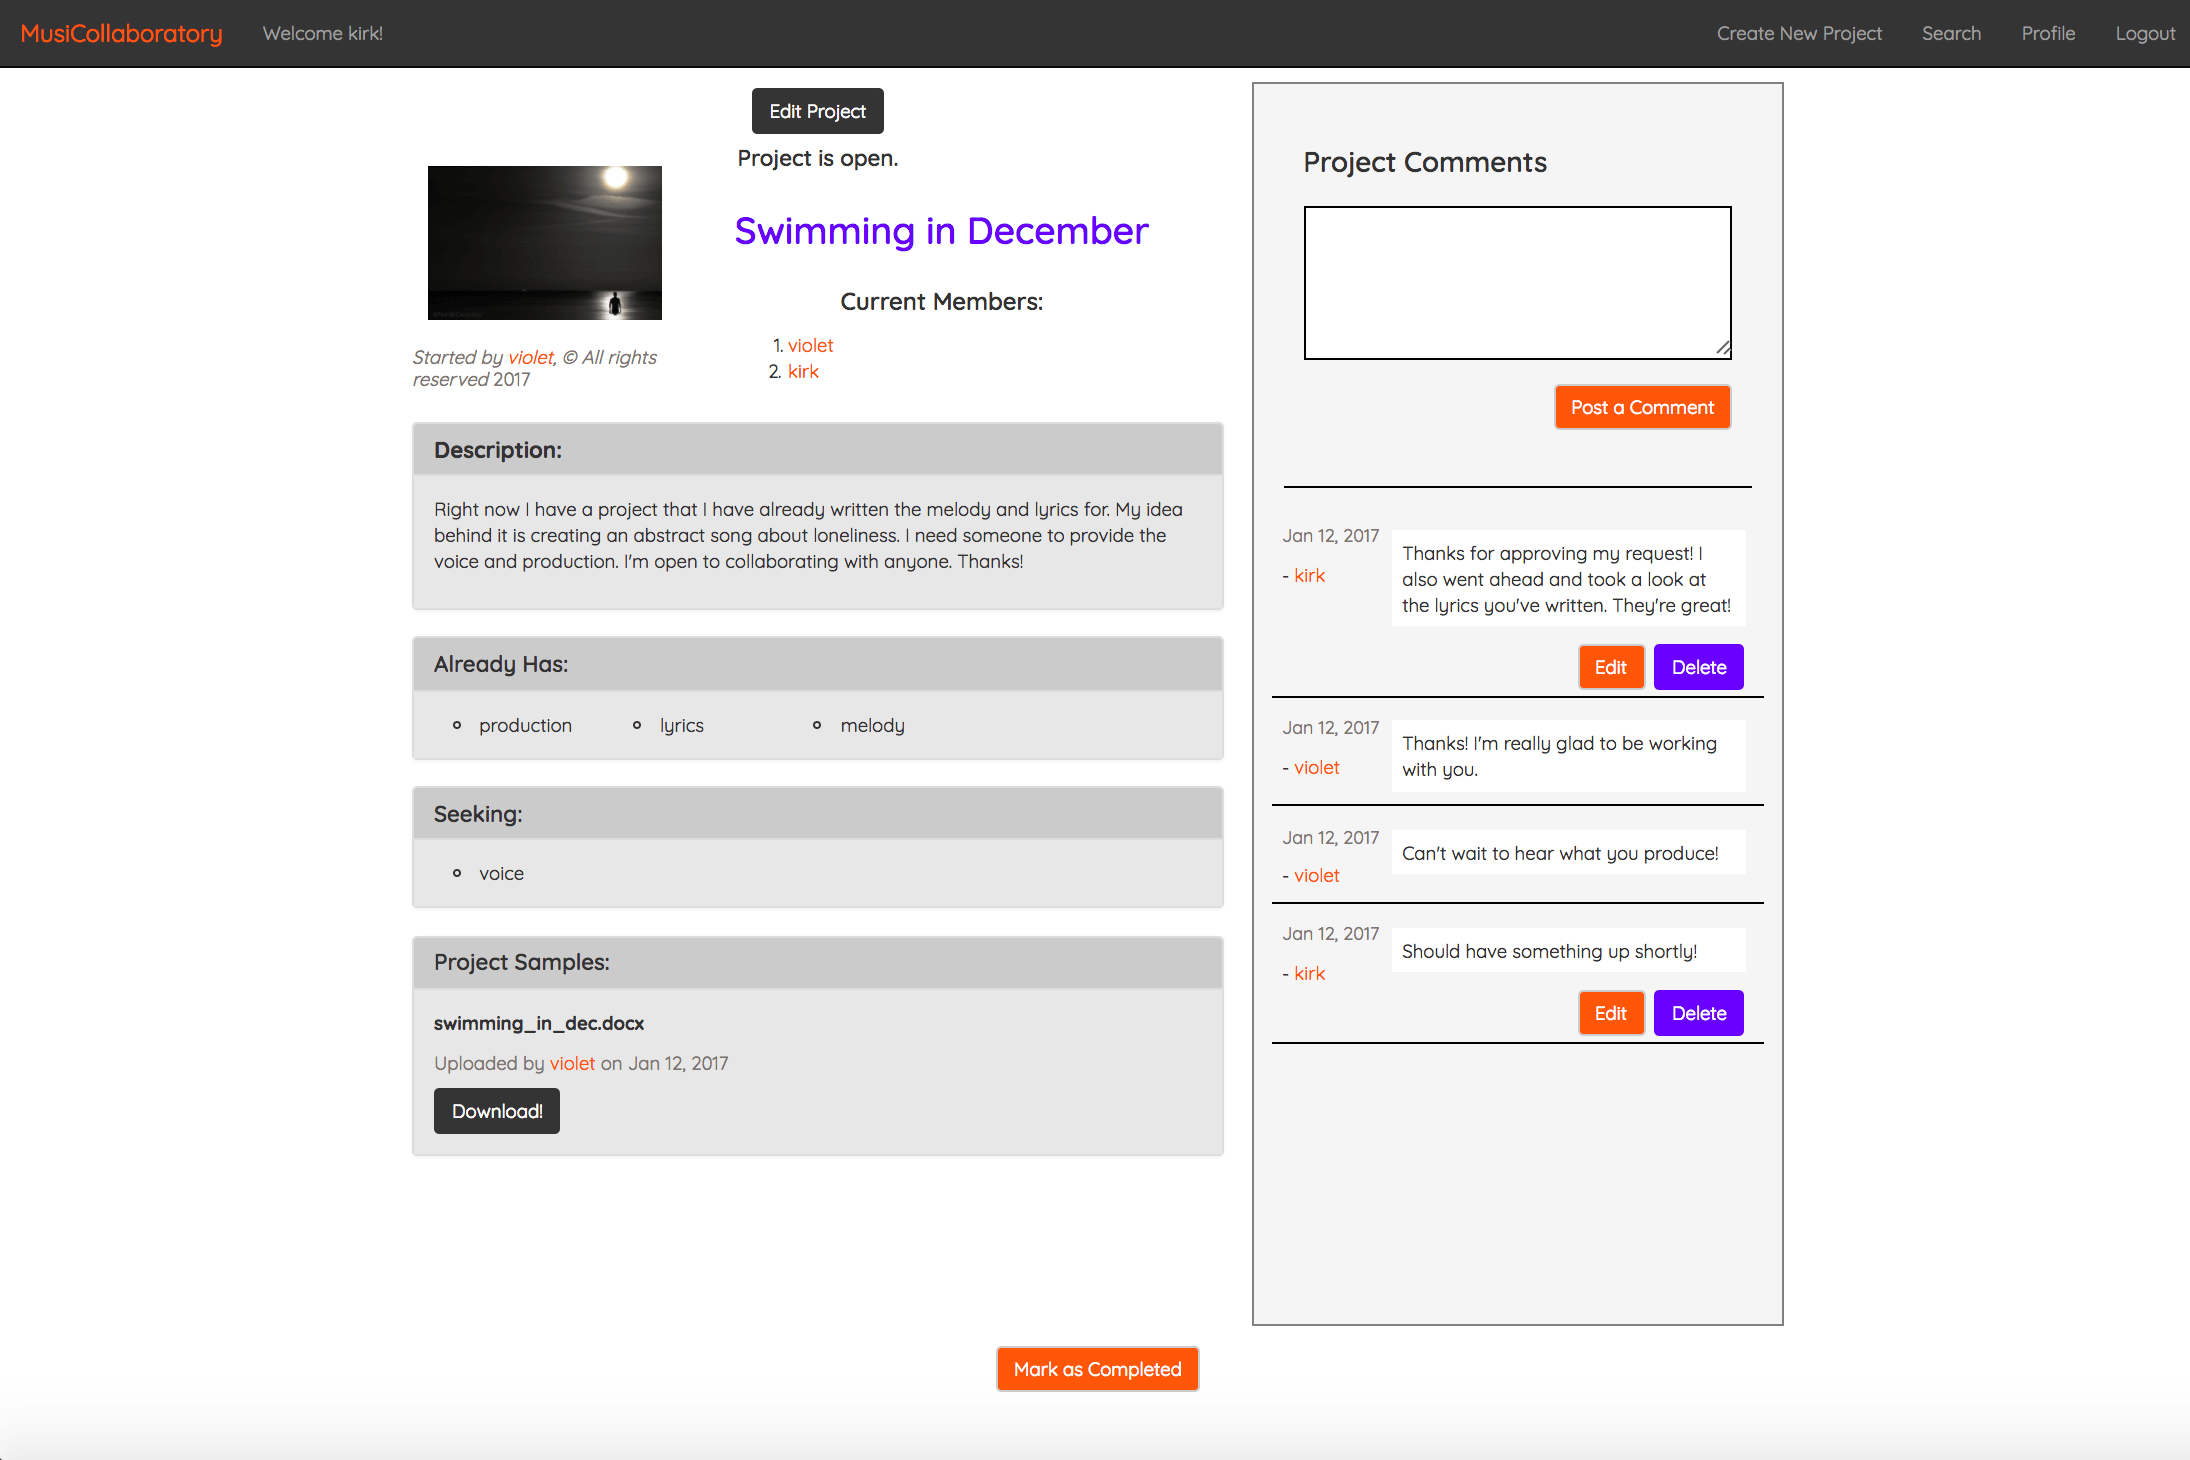 MusiCollaboratory Welcome kirk! Create New Project Search Profile Logout
Edit Project
Project is open.
Swimming in December
Current Members:
1. violet
2. kirk
Started by violet, © All rights
reserved 2017
Description:
Right now I have a project that I have already written the melody and lyrics for. My idea
behind it is creating an abstract song about loneliness. I need someone to provide the
voice and production. I'm open to collaborating with anyone. Thanks!
Already Has:
production lyrics melody
Seeking:
voice
Project Samples:
swimming_in_dec.docx
Uploaded by violet on Jan 12, 2017
Download!
Mark as Completed
Project Comments
Post a Comment
Jan 12, 2017
- kirk
Thanks for approving my request! I
also went ahead and took a look at
the lyrics you've written. They're great!
Edit Delete
Jan 12, 2017
- violet
Thanks! I'm really glad to be working
with you.
Jan 12, 2017
- violet
Can't wait to hear what you produce!
Jan 12, 2017
- kirk
Should have something up shortly!
Edit Delete